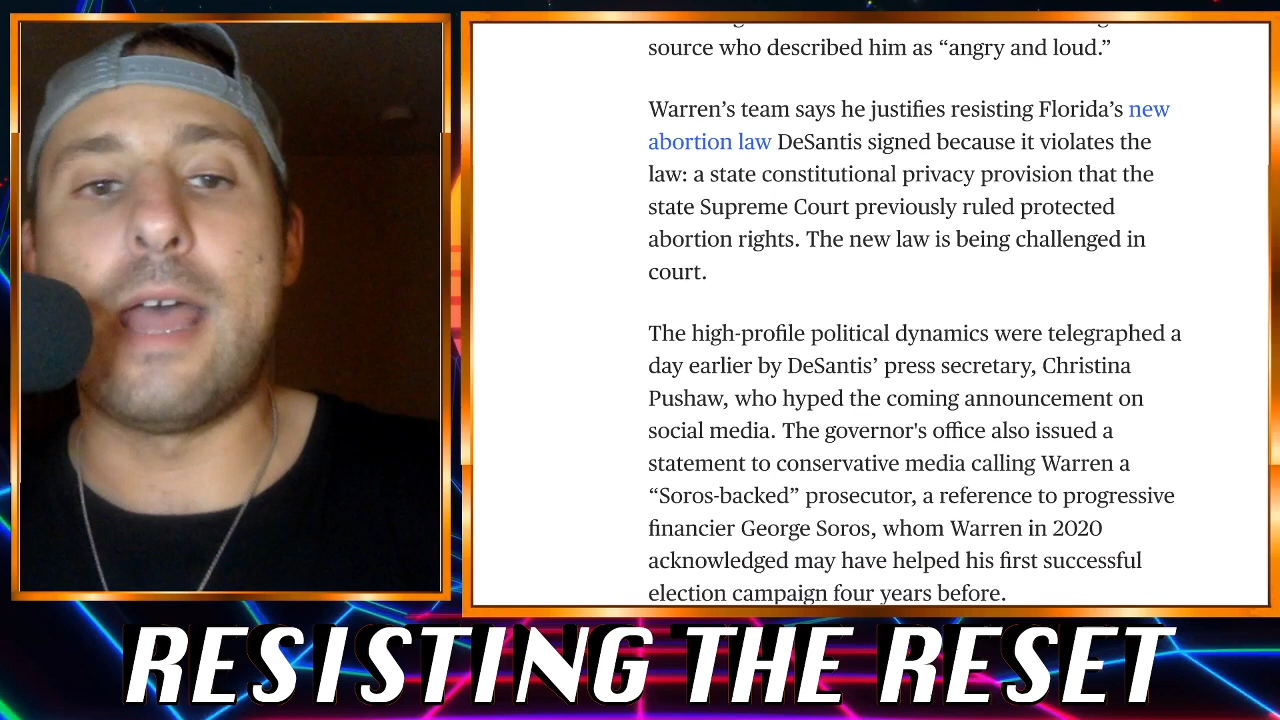 source who described him as “angry and loud.”
Warren’s team says he justifies resisting Florida’s new
abortion law DeSantis signed because it violates the
law: a state constitutional privacy provision that the
state Supreme Court previously ruled protected
abortion rights. The new law is being challenged in
court.
The high-profile political dynamics were telegraphed a
day earlier by DeSantis’ press secretary, Christina
Pushaw, who hyped the coming announcement on
social media. The governor's office also issued a
statement to conservative media calling Warren a
“Soros-backed” prosecutor, a reference to progressive
financier George Soros, whom Warren in 2020
acknowledged may have helped his first successful
election campaign four years before.
RESISTING THE RESET